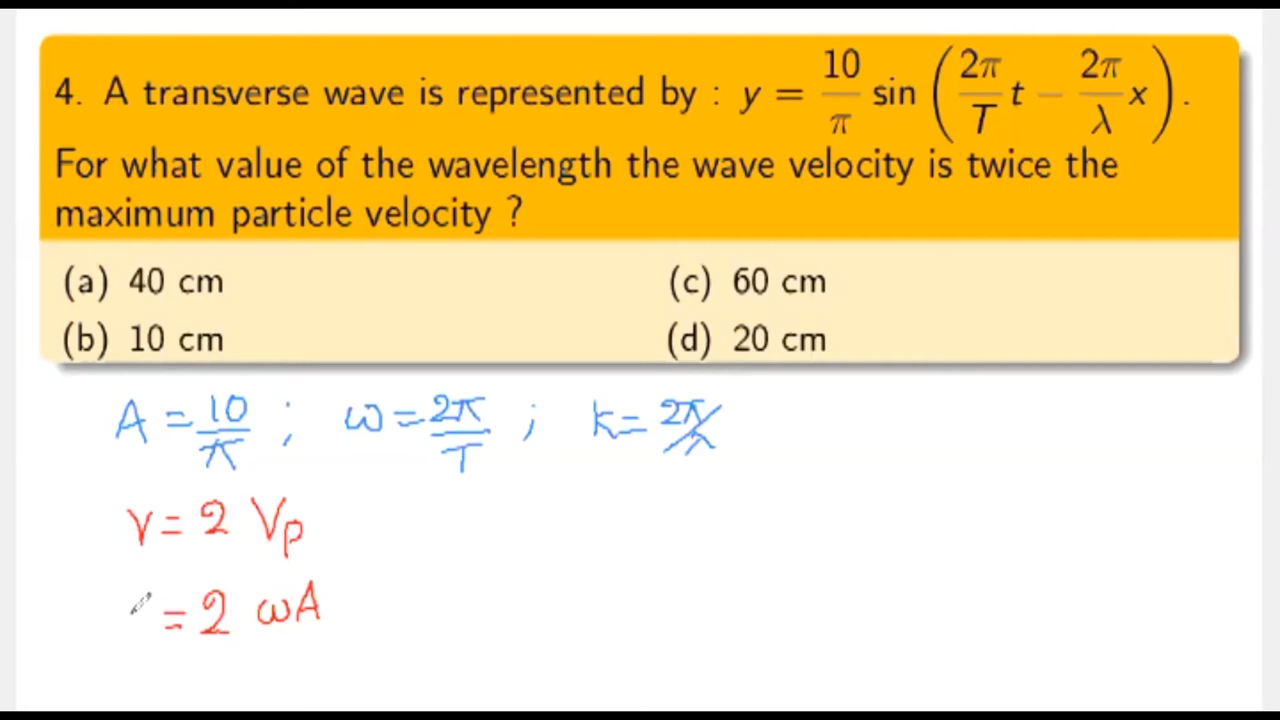 4. A transverse wave is represented by : y = 10/π sin (2π/T t − 2π/λ x).
For what value of the wavelength the wave velocity is twice the
maximum particle velocity ?
(a) 40 cm
(c) 60 cm
(b) 10 cm
(d) 20 cm
A = 10/π ; ω = 2π/T ; k = 2π/λ
v = 2 Vp
= 2 ωA